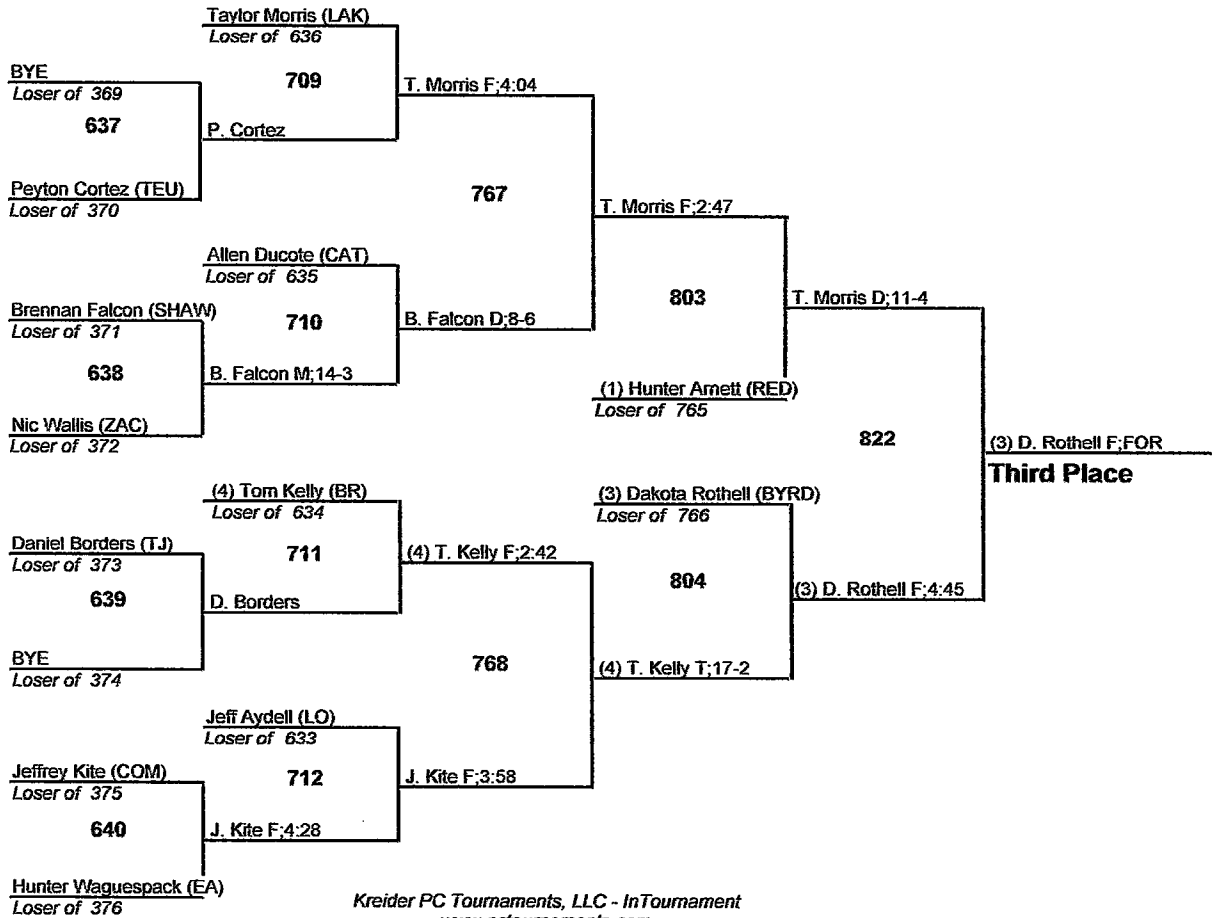 Taylor Morris (LAK)
Loser of 636
BYE
Loser of 369
709
T. Morris F;4:04
637
P. Cortez
Peyton Cortez (TEU)
Loser of 370
767
T. Morris F;2:47
Allen Ducote (CAT)
Loser of 635
Brennan Falcon (SHAW)
Loser of 371
710
B. Falcon D;8-6
803
T. Morris D;11-4
638
B. Falcon M;14-3
(1) Hunter Arnett (RED)
Loser of 765
Nic Wallis (ZAC)
Loser of 372
822
(3) D. Rothell F;FOR
Third Place
(4) Tom Kelly (BR)
Loser of 634
(3) Dakota Rothell (BYRD)
Loser of 766
Daniel Borders (TJ)
Loser of 373
711
(4) T. Kelly F;2:42
804
(3) D. Rothell F;4:45
639
D. Borders
BYE
Loser of 374
768
(4) T. Kelly T;17-2
Jeff Aydell (LO)
Loser of 633
Jeffrey Kite (COM)
Loser of 375
712
J. Kite F;3:58
640
J. Kite F;4:28
Hunter Waguespack (EA)
Loser of 376
Kreider PC Tournaments, LLC - InTournament